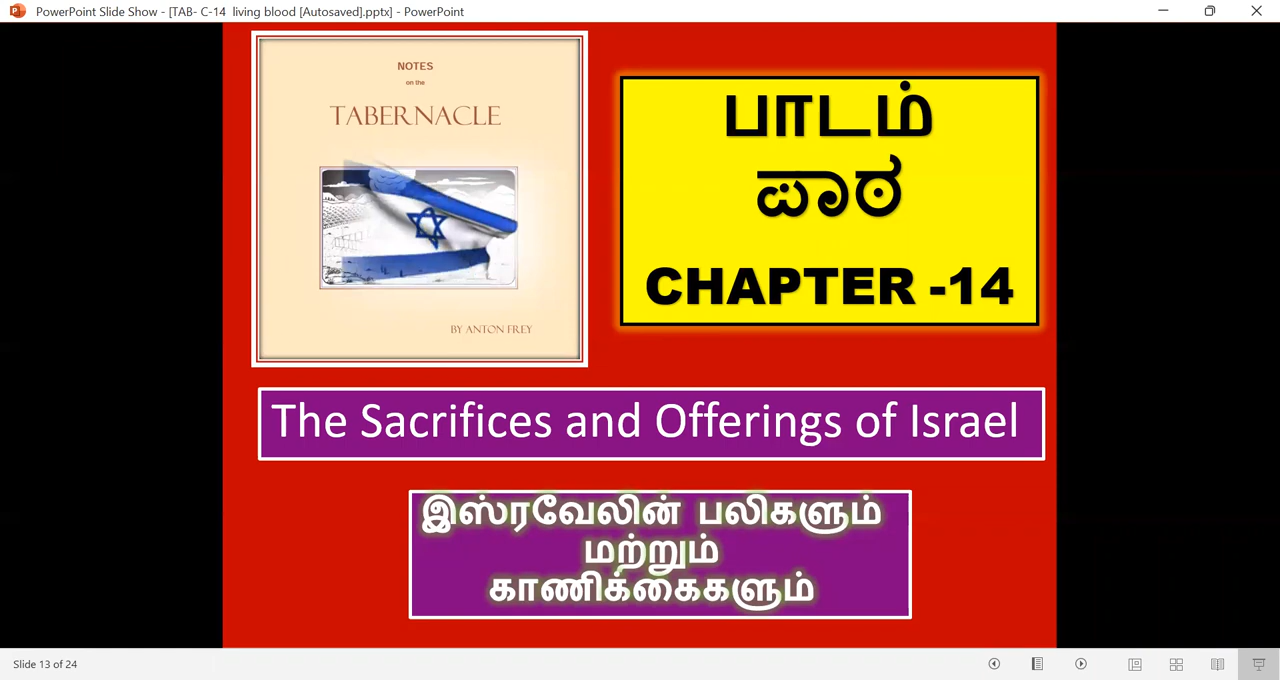 PowerPoint Slide Show - [TAB- C-14  living blood [Autosaved].pptx] - PowerPoint
NOTES
on the
TABERNACLE
BY ANTON FREY
பாடம்
ಪಾಠ
CHAPTER -14
The Sacrifices and Offerings of Israel
இஸ்ரவேலின் பலிகளும்
மற்றும்
காணிக்கைகளும்
Slide 13 of 24